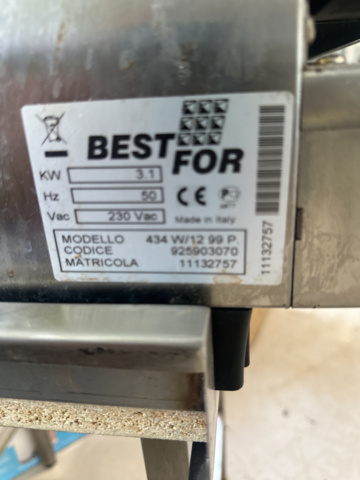 BEST
FOR
KW 3.1
Hz 50
Vac 230 Vac
CE
Made in Italy
MODELLO 434 W/12 99 P.
CODICE 925903070
MATRICOLA 11132757
11132757